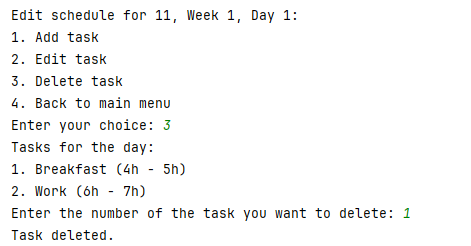 Edit schedule for 11, Week 1, Day 1:
1. Add task
2. Edit task
3. Delete task
4. Back to main menu
Enter your choice: 3
Tasks for the day:
1. Breakfast (4h - 5h)
2. Work (6h - 7h)
Enter the number of the task you want to delete: 1
Task deleted.